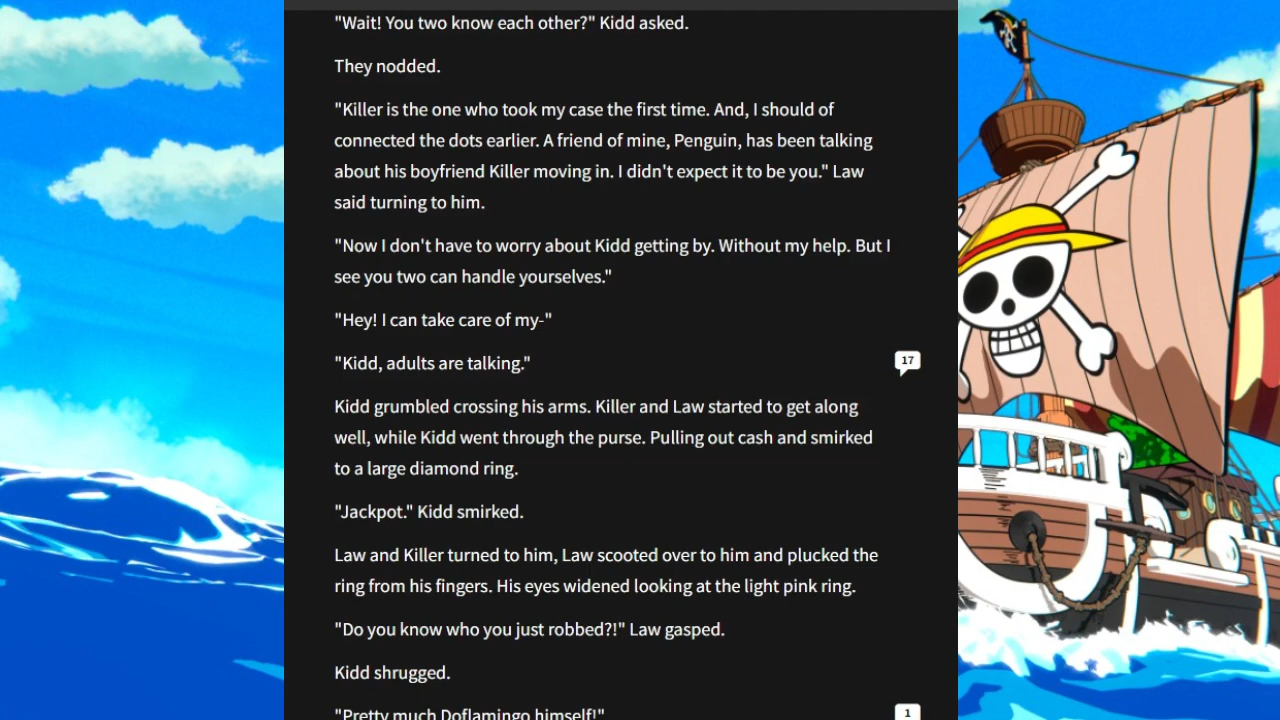 "Wait! You two know each other?" Kidd asked.
They nodded.
"Killer is the one who took my case the first time. And, I should of
connected the dots earlier. A friend of mine, Penguin, has been talking
about his boyfriend Killer moving in. I didn't expect it to be you." Law
said turning to him.
"Now I don't have to worry about Kidd getting by. Without my help. But I
see you two can handle yourselves."
"Hey! I can take care of my-"
"Kidd, adults are talking."
17
Kidd grumbled crossing his arms. Killer and Law started to get along
well, while Kidd went through the purse. Pulling out cash and smirked
to a large diamond ring.
"Jackpot." Kidd smirked.
Law and Killer turned to him, Law scooted over to him and plucked the
ring from his fingers. His eyes widened looking at the light pink ring.
"Do you know who you just robbed?!" Law gasped.
Kidd shrugged.
"Pretty much Doflamingo himself!"
1